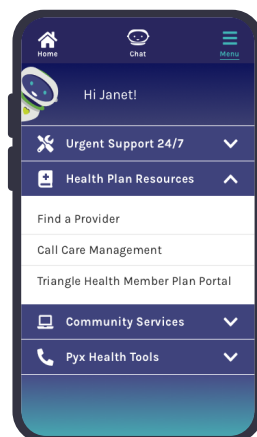 Home
Chat
Menu
Hi Janet!
Urgent Support 24/7
Health Plan Resources
Find a Provider
Call Care Management
Triangle Health Member Plan Portal
Community Services
Pyx Health Tools